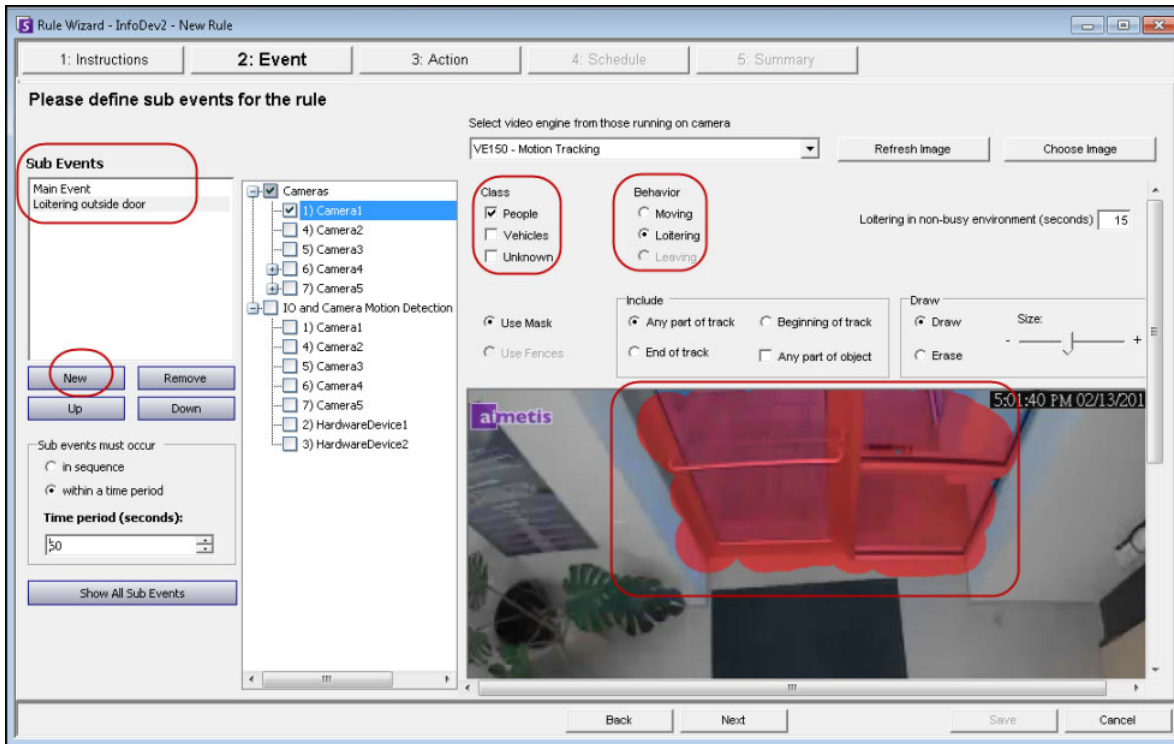 Rule Wizard - InfoDev2 - New Rule
1: Instructions
2: Event
3: Action
4: Schedule
5: Summary
Please define sub events for the rule
Select video engine from those running on camera
VE150 - Motion Tracking
Refresh Image
Choose Image
Sub Events
Main Event
Loitering outside door
New
Remove
Up
Down
Sub events must occur
in sequence
within a time period
Time period (seconds):
Show All Sub Events
Cameras
1) Camera1
4) Camera2
5) Camera3
6) Camera4
7) Camera5
IO and Camera Motion Detection
1) Camera1
4) Camera2
5) Camera3
6) Camera4
7) Camera5
2) HardwareDevice1
3) HardwareDevice2
Class
People
Vehicles
Unknown
Behavior
Moving
Loitering
Leaving
Loitering in non-busy environment (seconds) 15
Use Mask
Use Fences
Include
Any part of track
Beginning of track
End of track
Any part of object
Draw
Draw
Erase
Size:
- +
aimetis
5:01:40 PM 02/13/201
Back
Next
Save
Cancel